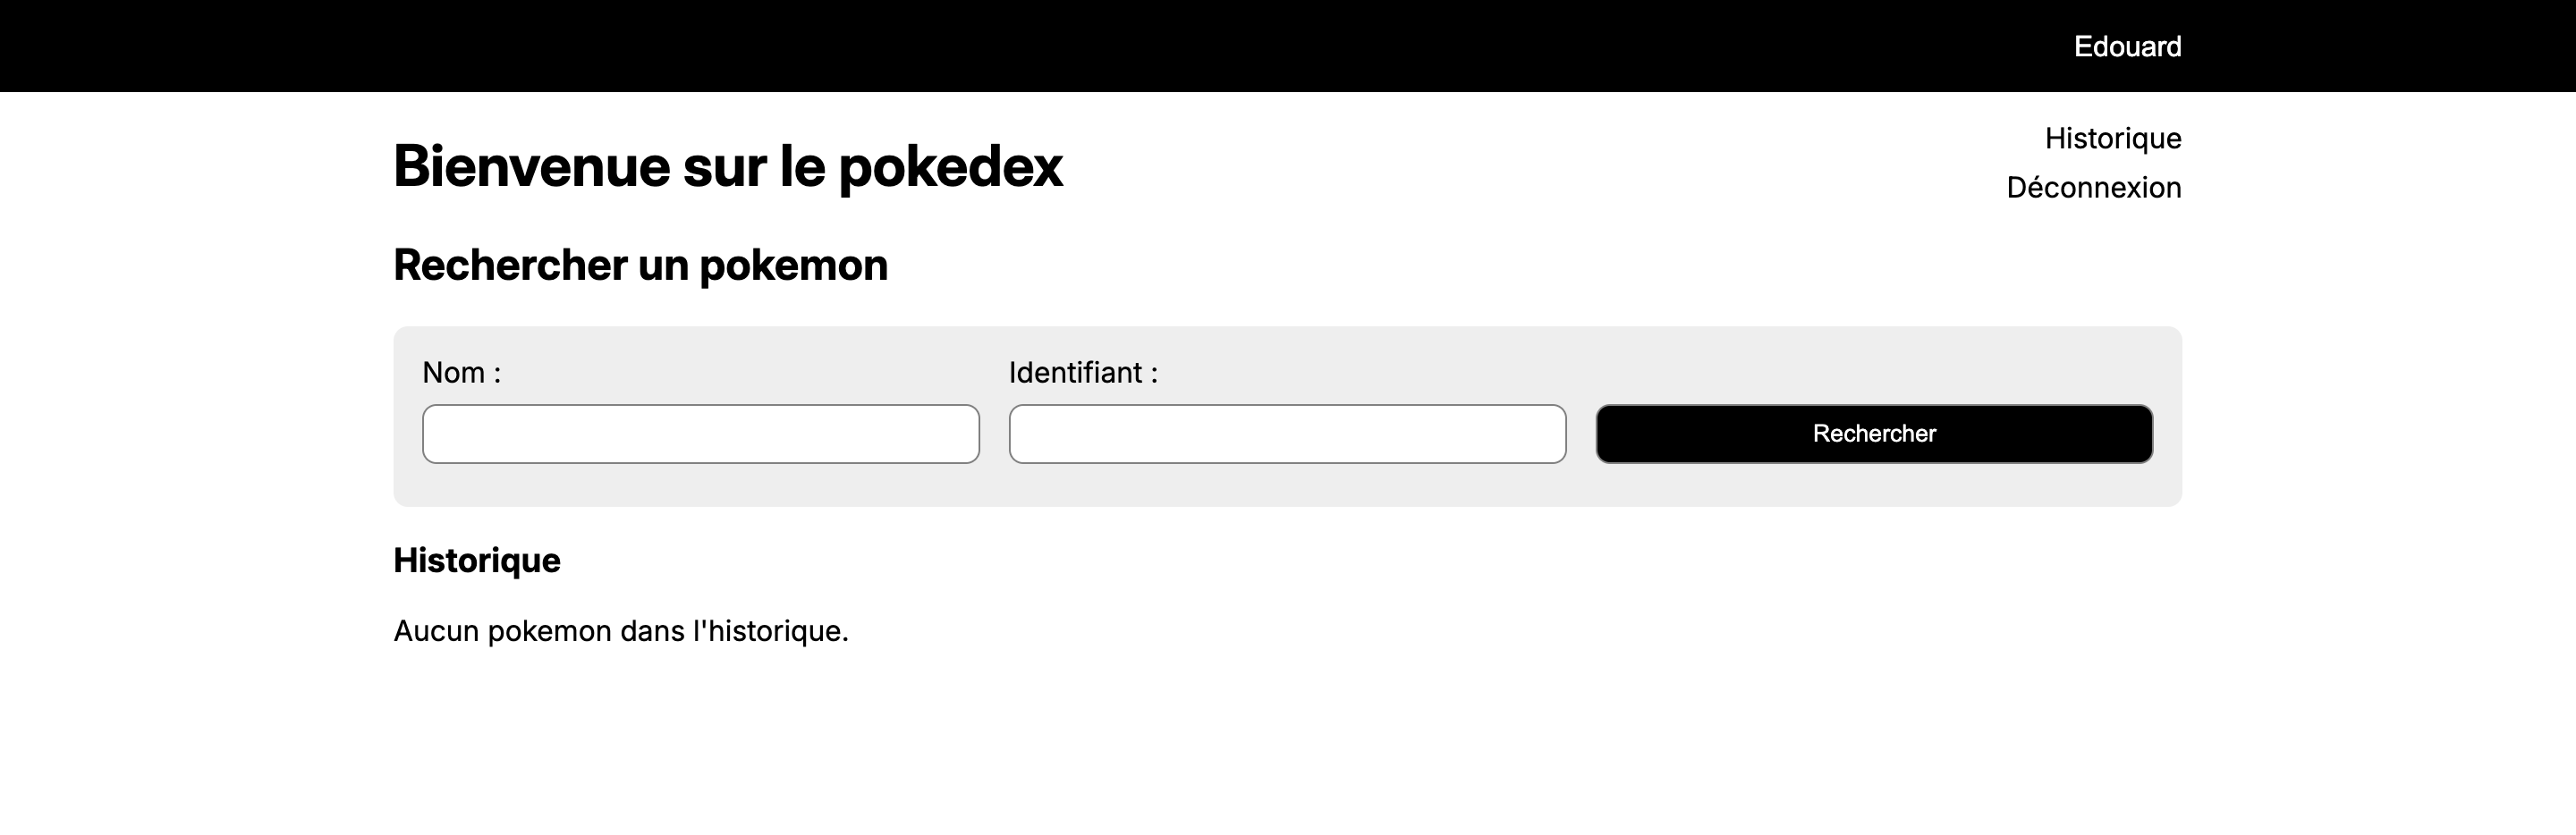 Edouard
Historique
Déconnexion
Bienvenue sur le pokedex
Rechercher un pokemon
Nom :
Identifiant :
Rechercher
Historique
Aucun pokemon dans l'historique.